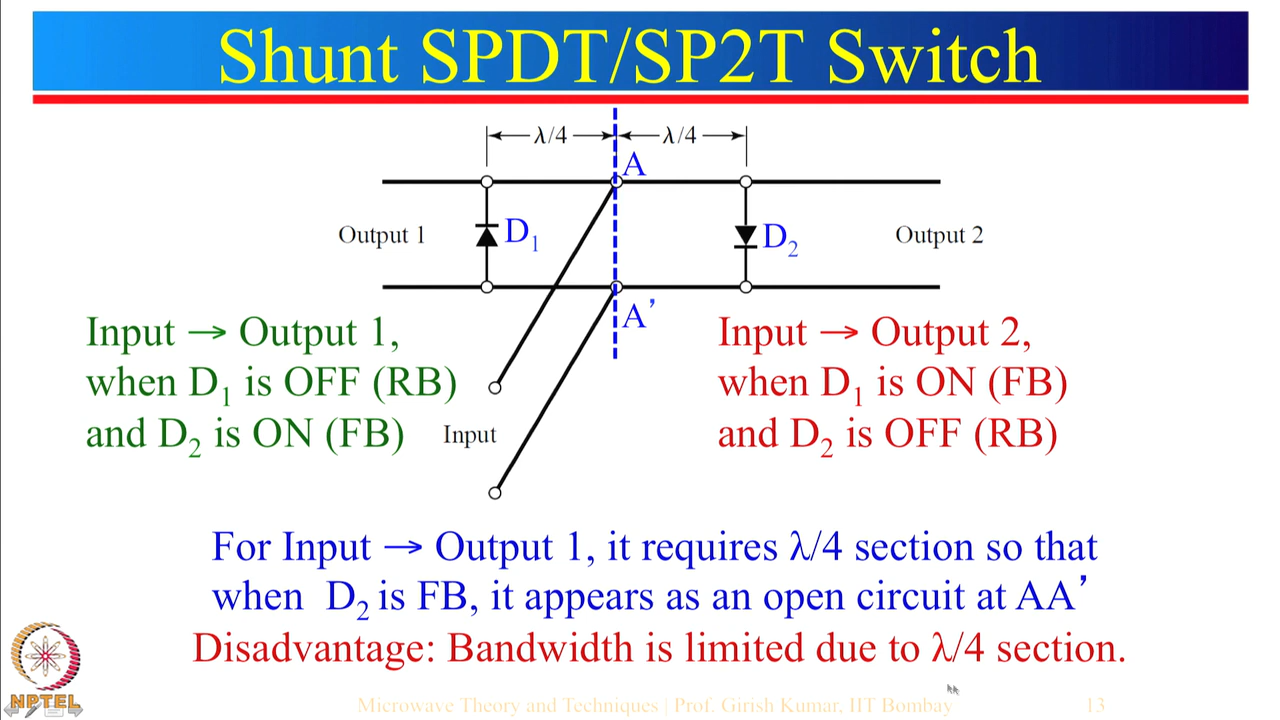 Shunt SPDT/SP2T Switch
λ/4 λ/4
A
Output 1 D₁ D₂ Output 2
A’
Input → Output 1,
when D₁ is OFF (RB)
and D₂ is ON (FB)
Input
Input → Output 2,
when D₁ is ON (FB)
and D₂ is OFF (RB)
For Input → Output 1, it requires λ/4 section so that
when D₂ is FB, it appears as an open circuit at AA’
Disadvantage: Bandwidth is limited due to λ/4 section.
NPTEL
Microwave Theory and Techniques | Prof. Girish Kumar, IIT Bombay 13